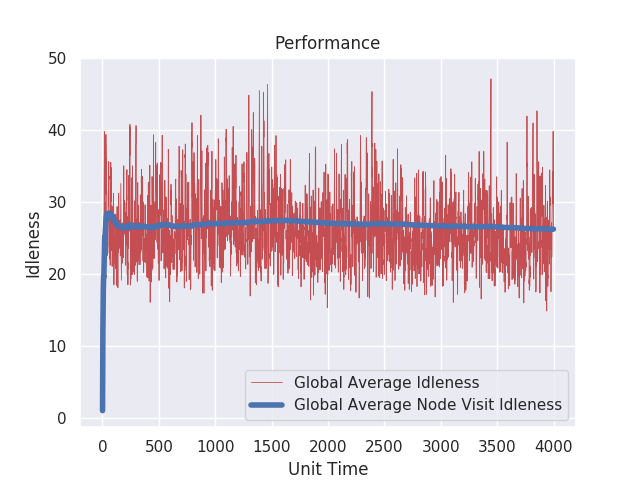 Performance
50
40
30
20
10
0
Idleness
Global Average Idleness
Global Average Node Visit Idleness
0 500 1000 1500 2000 2500 3000 3500 4000
Unit Time